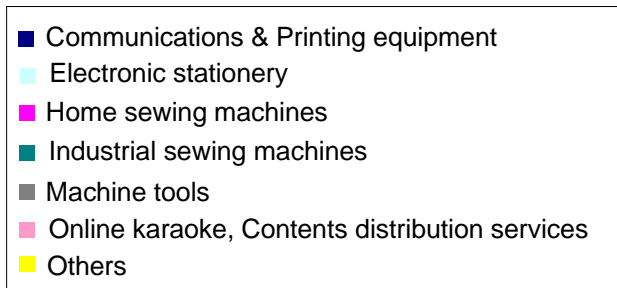 Communications & Printing equipment
Electronic stationery
Home sewing machines
Industrial sewing machines
Machine tools
Online karaoke, Contents distribution services
Others